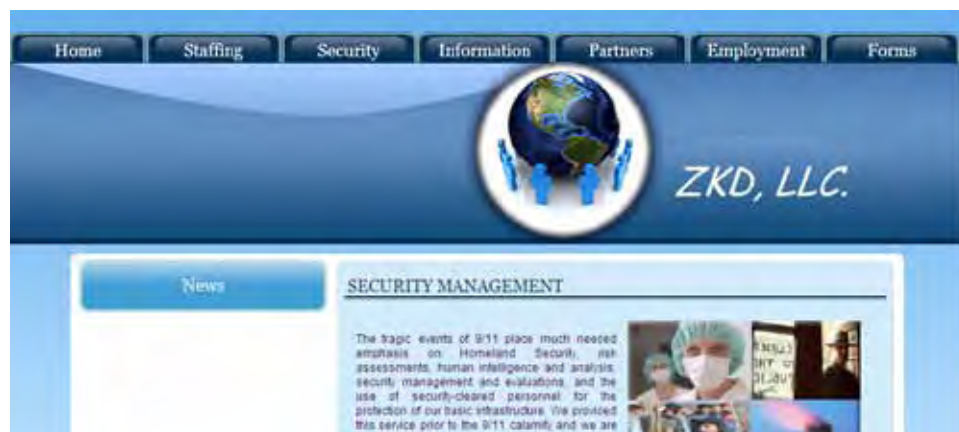 Home Staffing Security Information Partners Employment Forms
ZKD, LLC.
News
SECURITY MANAGEMENT
The tragic events of 9/11 place much needed
emphasis on Homeland Security, risk
assessments, human intelligence and analysis,
security management and evaluations, and the
use of security-cleared personnel for the
protection of our basic infrastructure. We provided
this service prior to the 9/11 calamity and we are